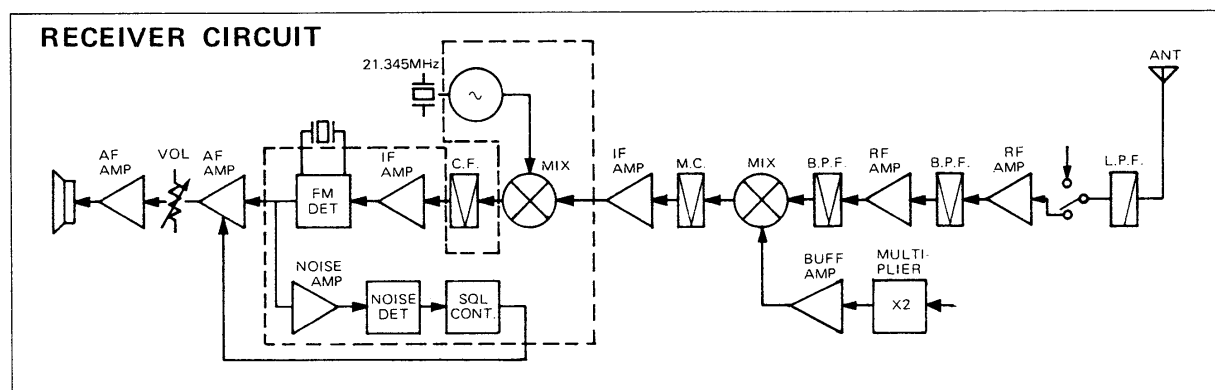 RECEIVER CIRCUIT
21.345MHz
ANT
AF
AMP
VOL
AF
AMP
FM
DET
IF
AMP
C.F.
MIX
IF
AMP
M.C.
MIX
B.P.F.
RF
AMP
B.P.F.
RF
AMP
L.P.F.
NOISE
AMP
NOISE
DET
SQL
CONT.
BUFF
AMP
MULTI-
PLIER
X2